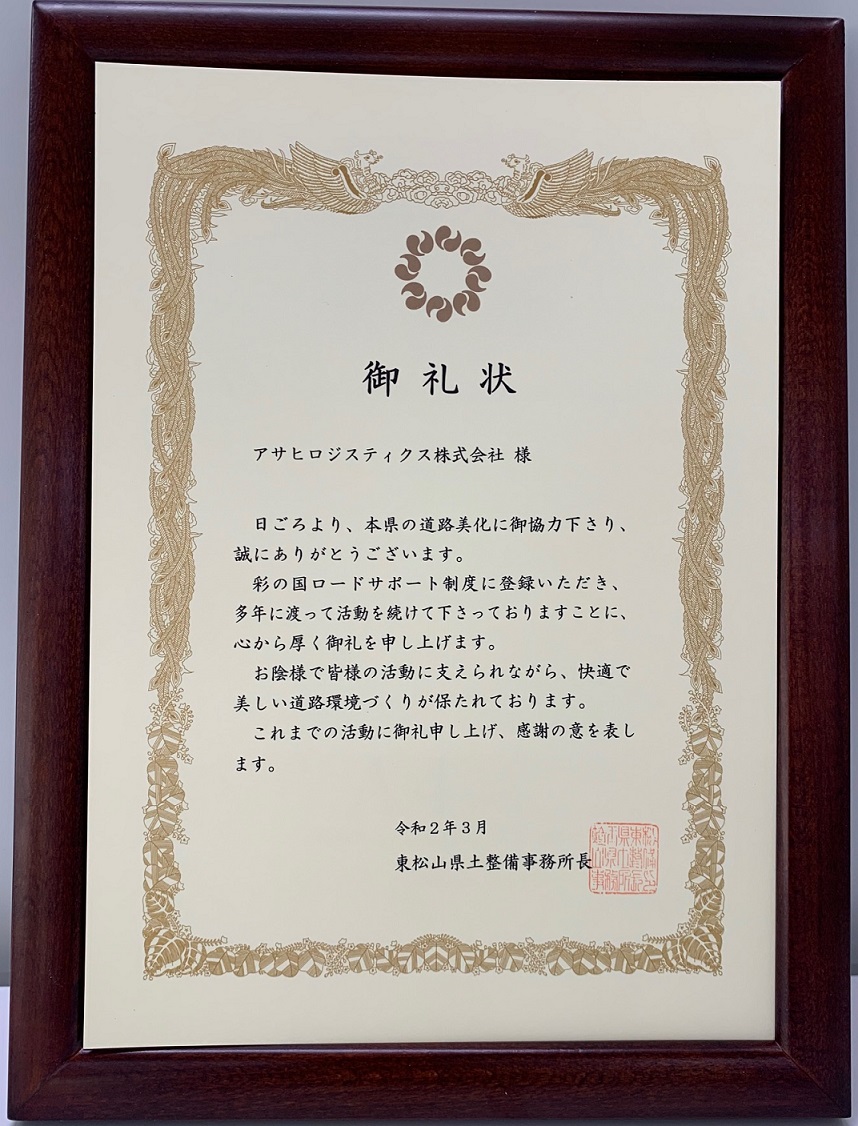 御礼状
アサヒロジスティクス株式会社 様
日ごろより、本県の道路美化に御協力下さり、
誠にありがとうございます。
彩の国ロードサポート制度に登録いただき、
多年に渡って活動を続けて下さっておりますことに、
心から厚く御礼を申し上げます。
お陰様で皆様の活動に支えられながら、快適で
美しい道路環境づくりが保たれております。
これまでの活動に御礼申し上げ、感謝の意を表し
ます。
令和2年3月
東松山県土整備事務所長